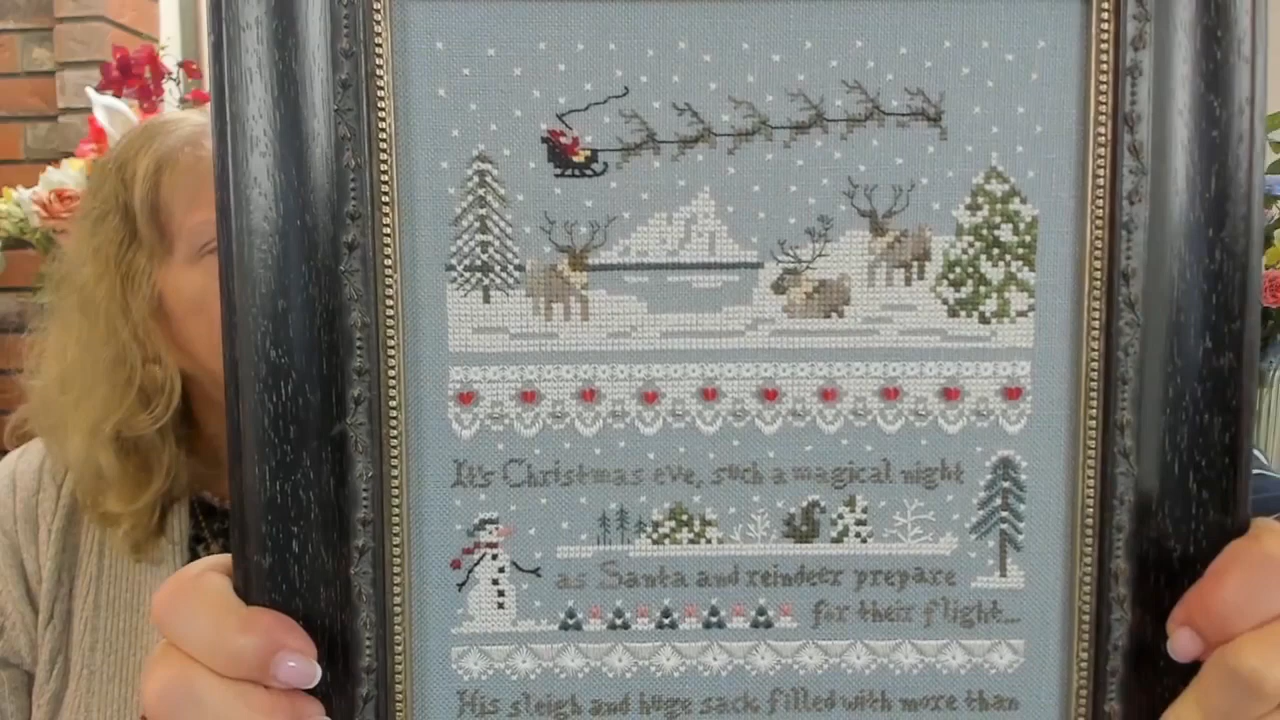 It's Christmas eve, such a magical night
as Santa and reindeer prepare
for their flight...
His sleigh and huge sack filled with more than